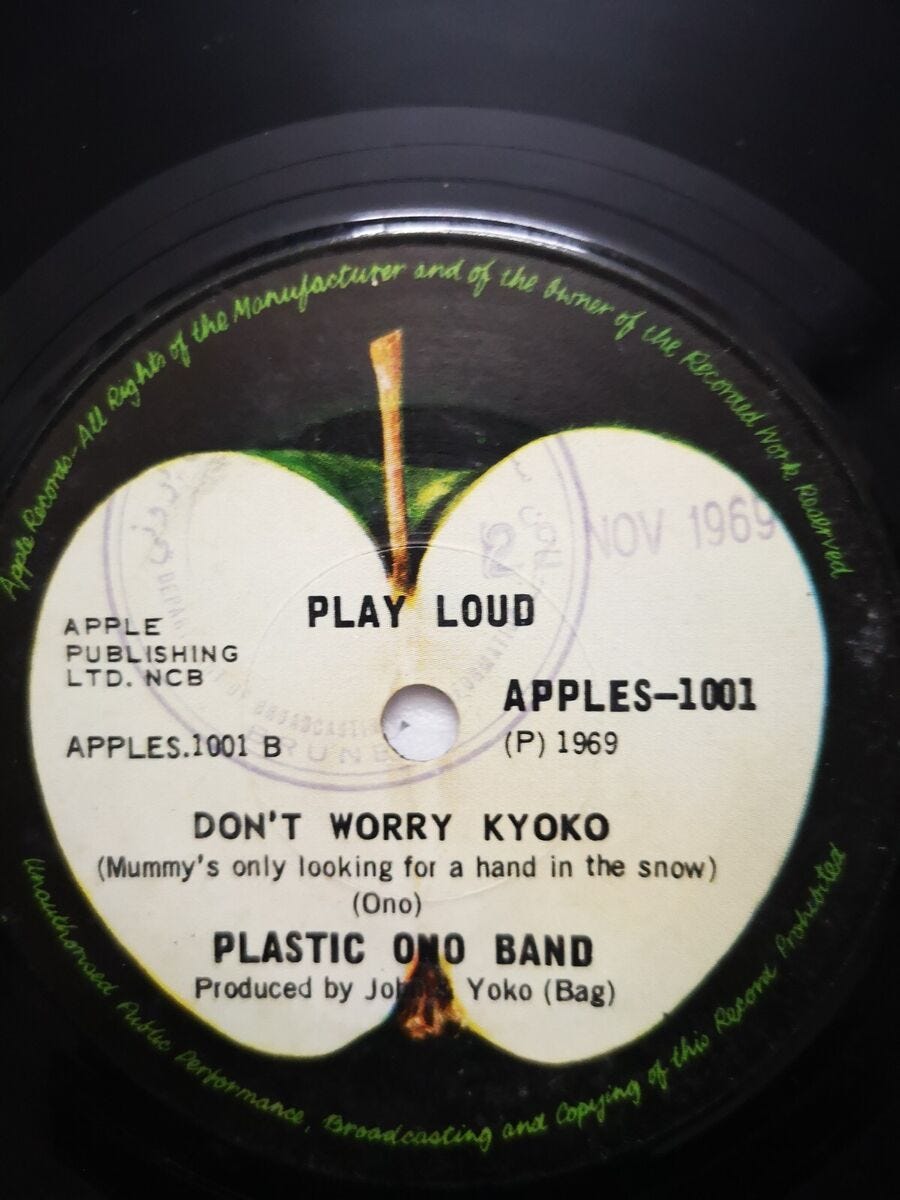 Apple Records-All Rights of the Manufacturer and of the Owner of the Recorded Work Reserved
2 NOV 1969
PLAY LOUD
APPLE
PUBLISHING
LTD. NCB
APPLES-1001
APPLES.1001 B
(P) 1969
BROADCASTING
BRUNEI
DON'T WORRY KYOKO
(Mummy's only looking for a hand in the snow)
(Ono)
PLASTIC ONO BAND
Produced by John & Yoko (Bag)
Unauthorised Public Performance, Broadcasting and Copying of this Record Prohibited